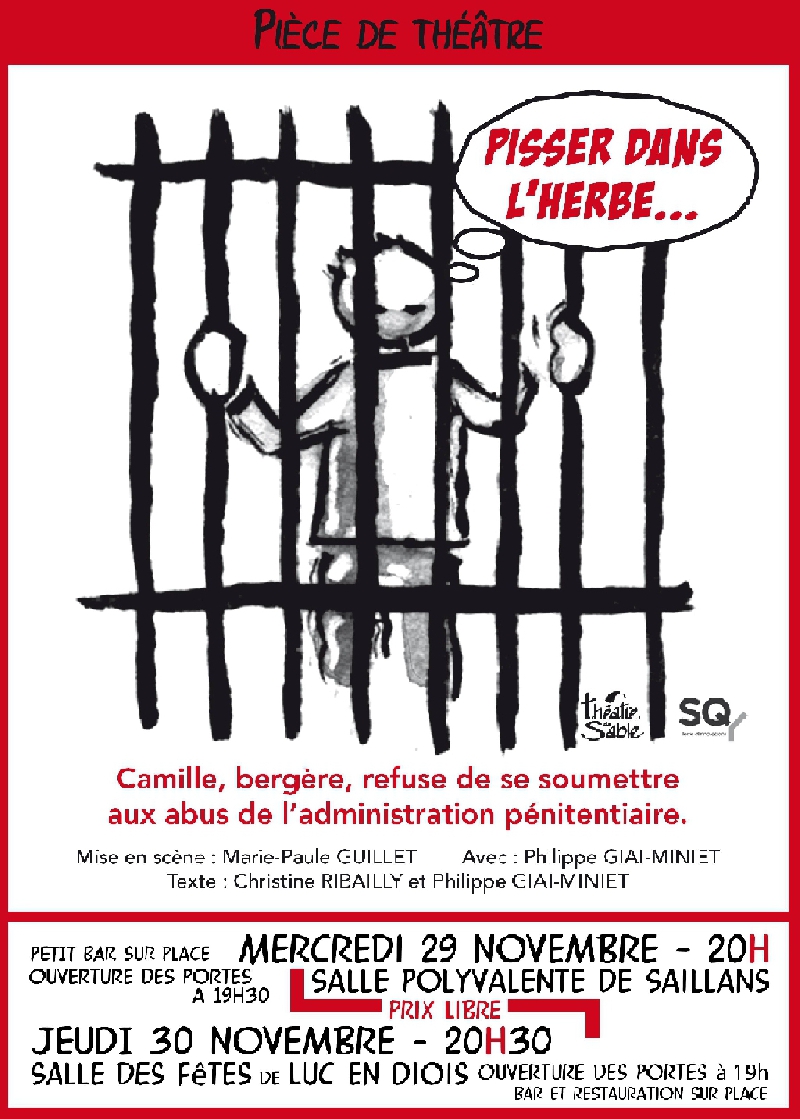 PIÈCE DE THÉÂTRE
PISSER DANS
L'HERBE...
théâtre
Sable
SQY
Camille, bergère, refuse de se soumettre
aux abus de l'administration pénitentiaire.
Mise en scène : Marie-Paule GUILLET Avec : Philippe GIAI-MINIET
Texte : Christine RIBAILLY et Philippe GIAI-MINIET
PETIT BAR SUR PLACE
OUVERTURE DES PORTES
A 19H30
MERCREDI 29 NOVEMBRE - 20H
SALLE POLYVALENTE DE SAILLANS
PRIX LIBRE
JEUDI 30 NOVEMBRE - 20H30
SALLE DES FêTES DE LUC EN DIOIS
OUVERTURE DES PORTES à 19h
BAR ET RESTAURATION SUR PLACE